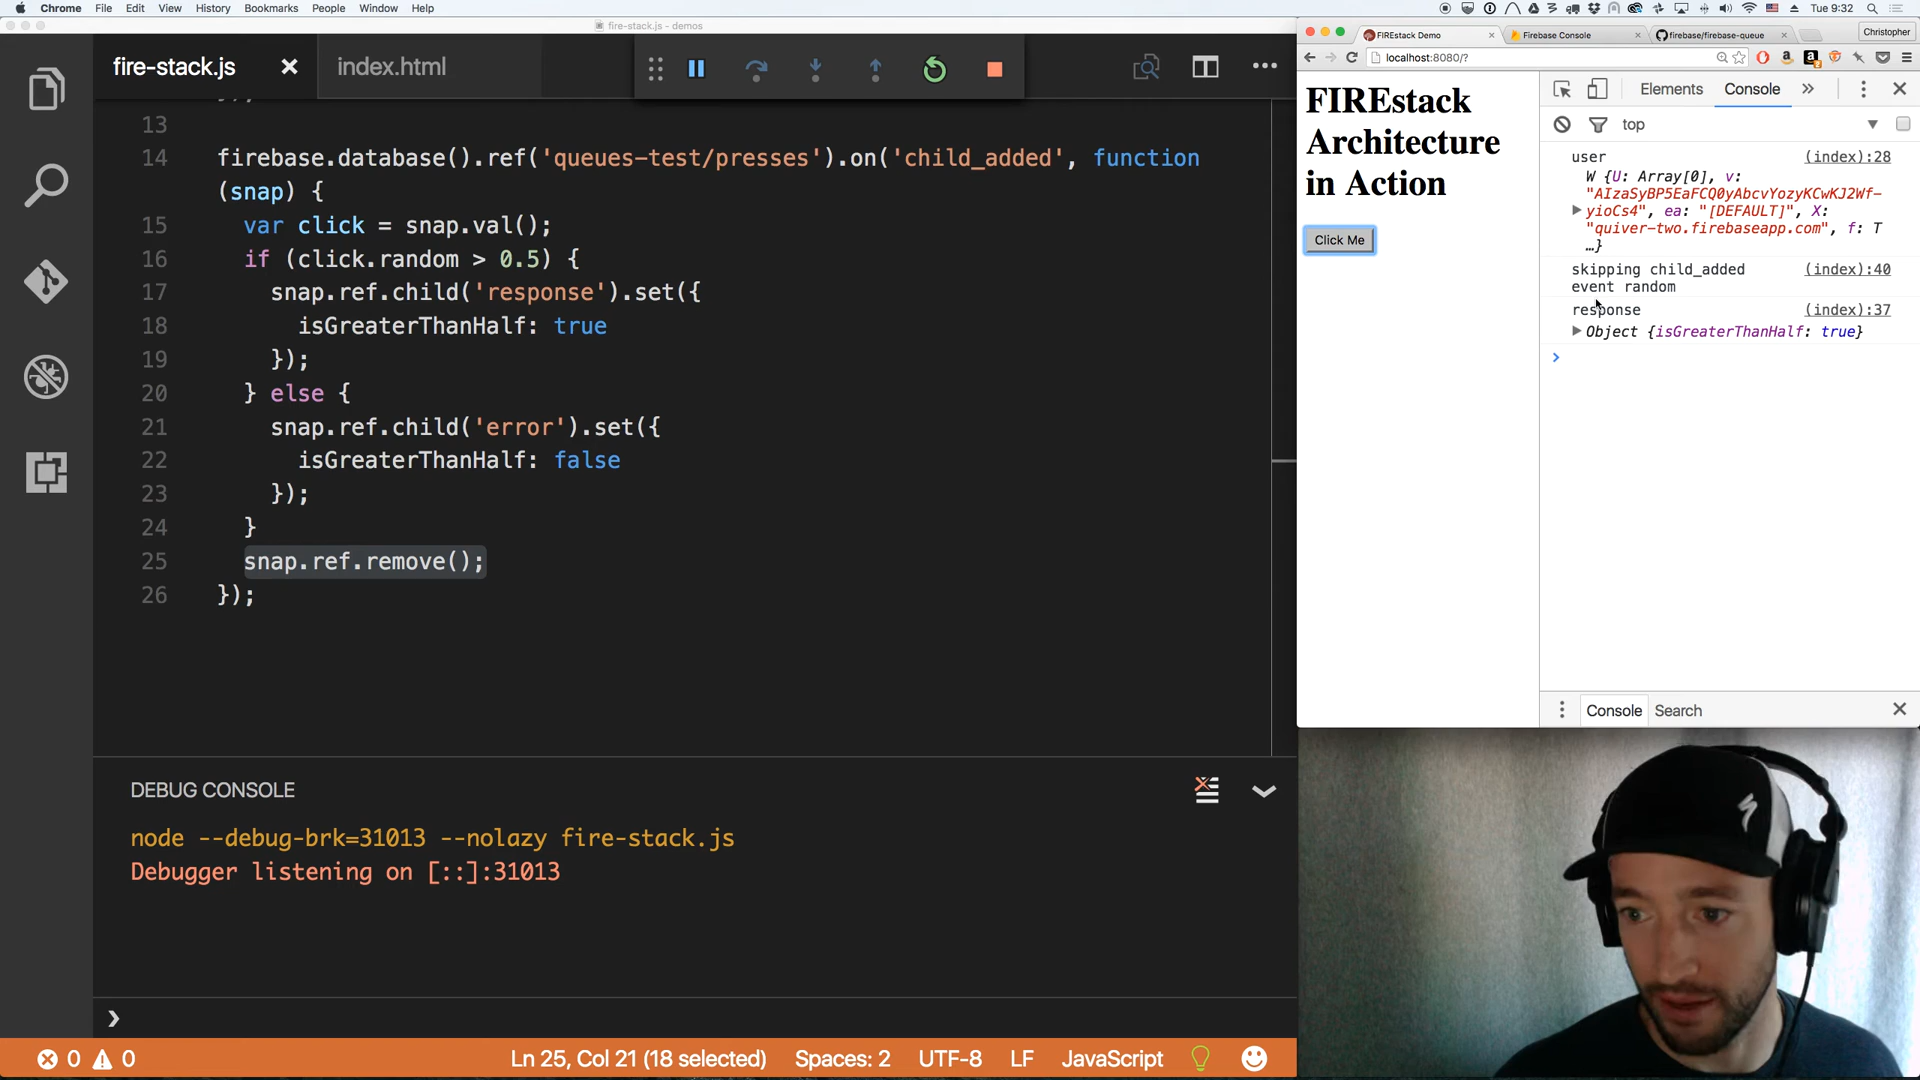 Chrome File Edit View History Bookmarks People Window Help Tue 9:32
fire-stack.js - demos
fire-stack.js index.html
});
13
14 firebase.database().ref('queues-test/presses').on('child_added', function
(snap) {
15 var click = snap.val();
16 if (click.random > 0.5) {
17 snap.ref.child('response').set({
18 isGreaterThanHalf: true
19 });
20 } else {
21 snap.ref.child('error').set({
22 isGreaterThanHalf: false
23 });
24 }
25 snap.ref.remove();
26 });
DEBUG CONSOLE
node --debug-brk=31013 --nolazy fire-stack.js
Debugger listening on [::]:31013
0 0 Ln 25, Col 21 (18 selected) Spaces: 2 UTF-8 LF JavaScript
FIREstack Demo Firebase Console firebase/firebase-queue Christopher
localhost:8080/?
FIREstack
Architecture
in Action
Click Me
Elements Console
top
user (index):28
W {U: Array[0], v:
"AIzaSyBP5EaFCQ0yAbcvYozyKCwKJ2Wf-
yioCs4", ea: "[DEFAULT]", X:
"quiver-two.firebaseapp.com", f: T
…}
skipping child_added (index):40
event random
response (index):37
Object {isGreaterThanHalf: true}
Console Search